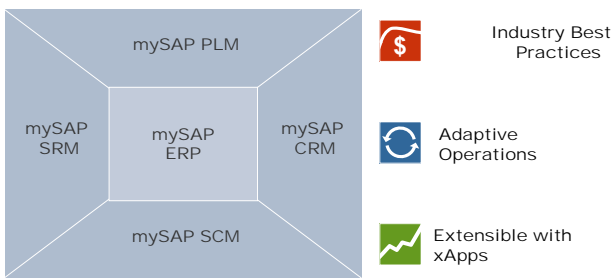 mySAP PLM
mySAP
SRM
mySAP
ERP
mySAP
CRM
mySAP SCM
$
Industry Best
Practices
Adaptive
Operations
Extensible with
xApps